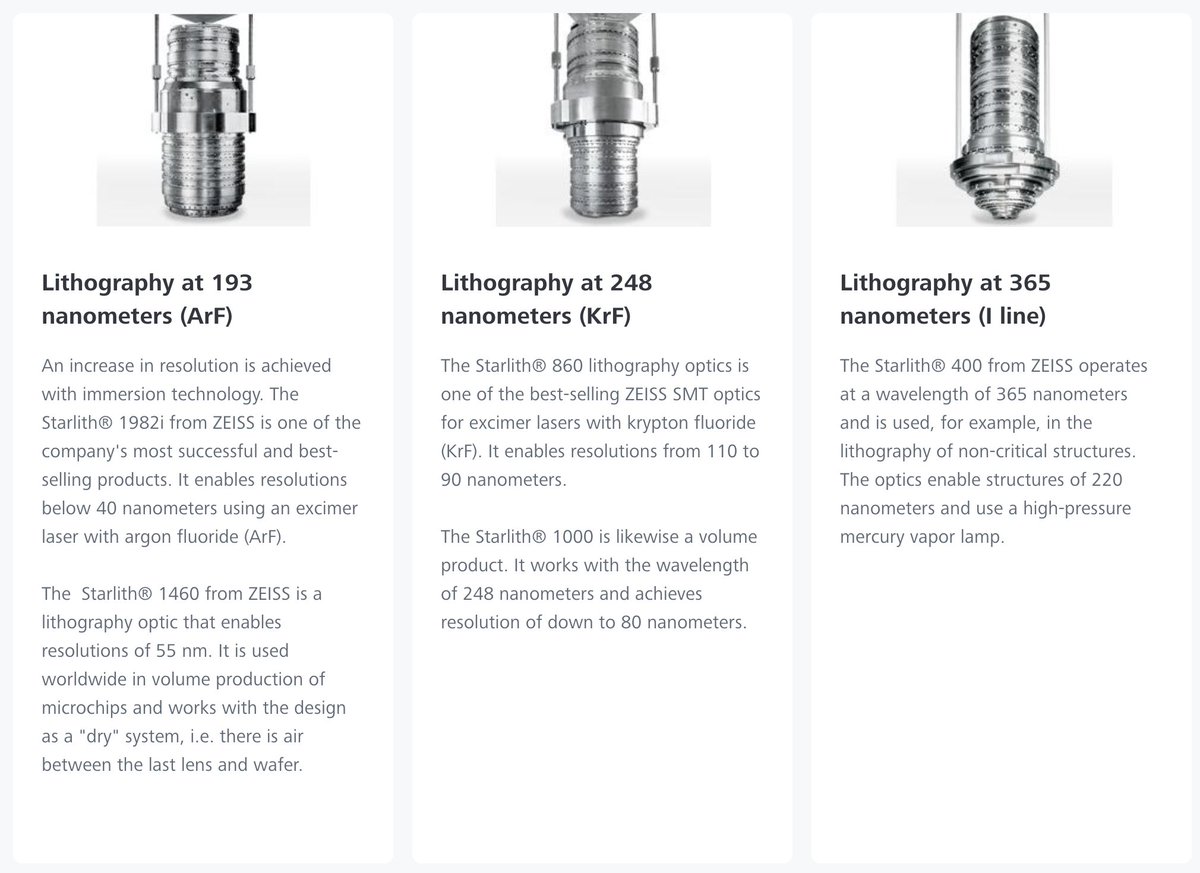 Lithography at 193
nanometers (ArF)
An increase in resolution is achieved
with immersion technology. The
Starlith® 1982i from ZEISS is one of the
company's most successful and best-
selling products. It enables resolutions
below 40 nanometers using an excimer
laser with argon fluoride (ArF).
The  Starlith® 1460 from ZEISS is a
lithography optic that enables
resolutions of 55 nm. It is used
worldwide in volume production of
microchips and works with the design
as a "dry" system, i.e. there is air
between the last lens and wafer.
Lithography at 248
nanometers (KrF)
The Starlith® 860 lithography optics is
one of the best-selling ZEISS SMT optics
for excimer lasers with krypton fluoride
(KrF). It enables resolutions from 110 to
90 nanometers.
The Starlith® 1000 is likewise a volume
product. It works with the wavelength
of 248 nanometers and achieves
resolution of down to 80 nanometers.
Lithography at 365
nanometers (I line)
The Starlith® 400 from ZEISS operates
at a wavelength of 365 nanometers
and is used, for example, in the
lithography of non-critical structures.
The optics enable structures of 220
nanometers and use a high-pressure
mercury vapor lamp.